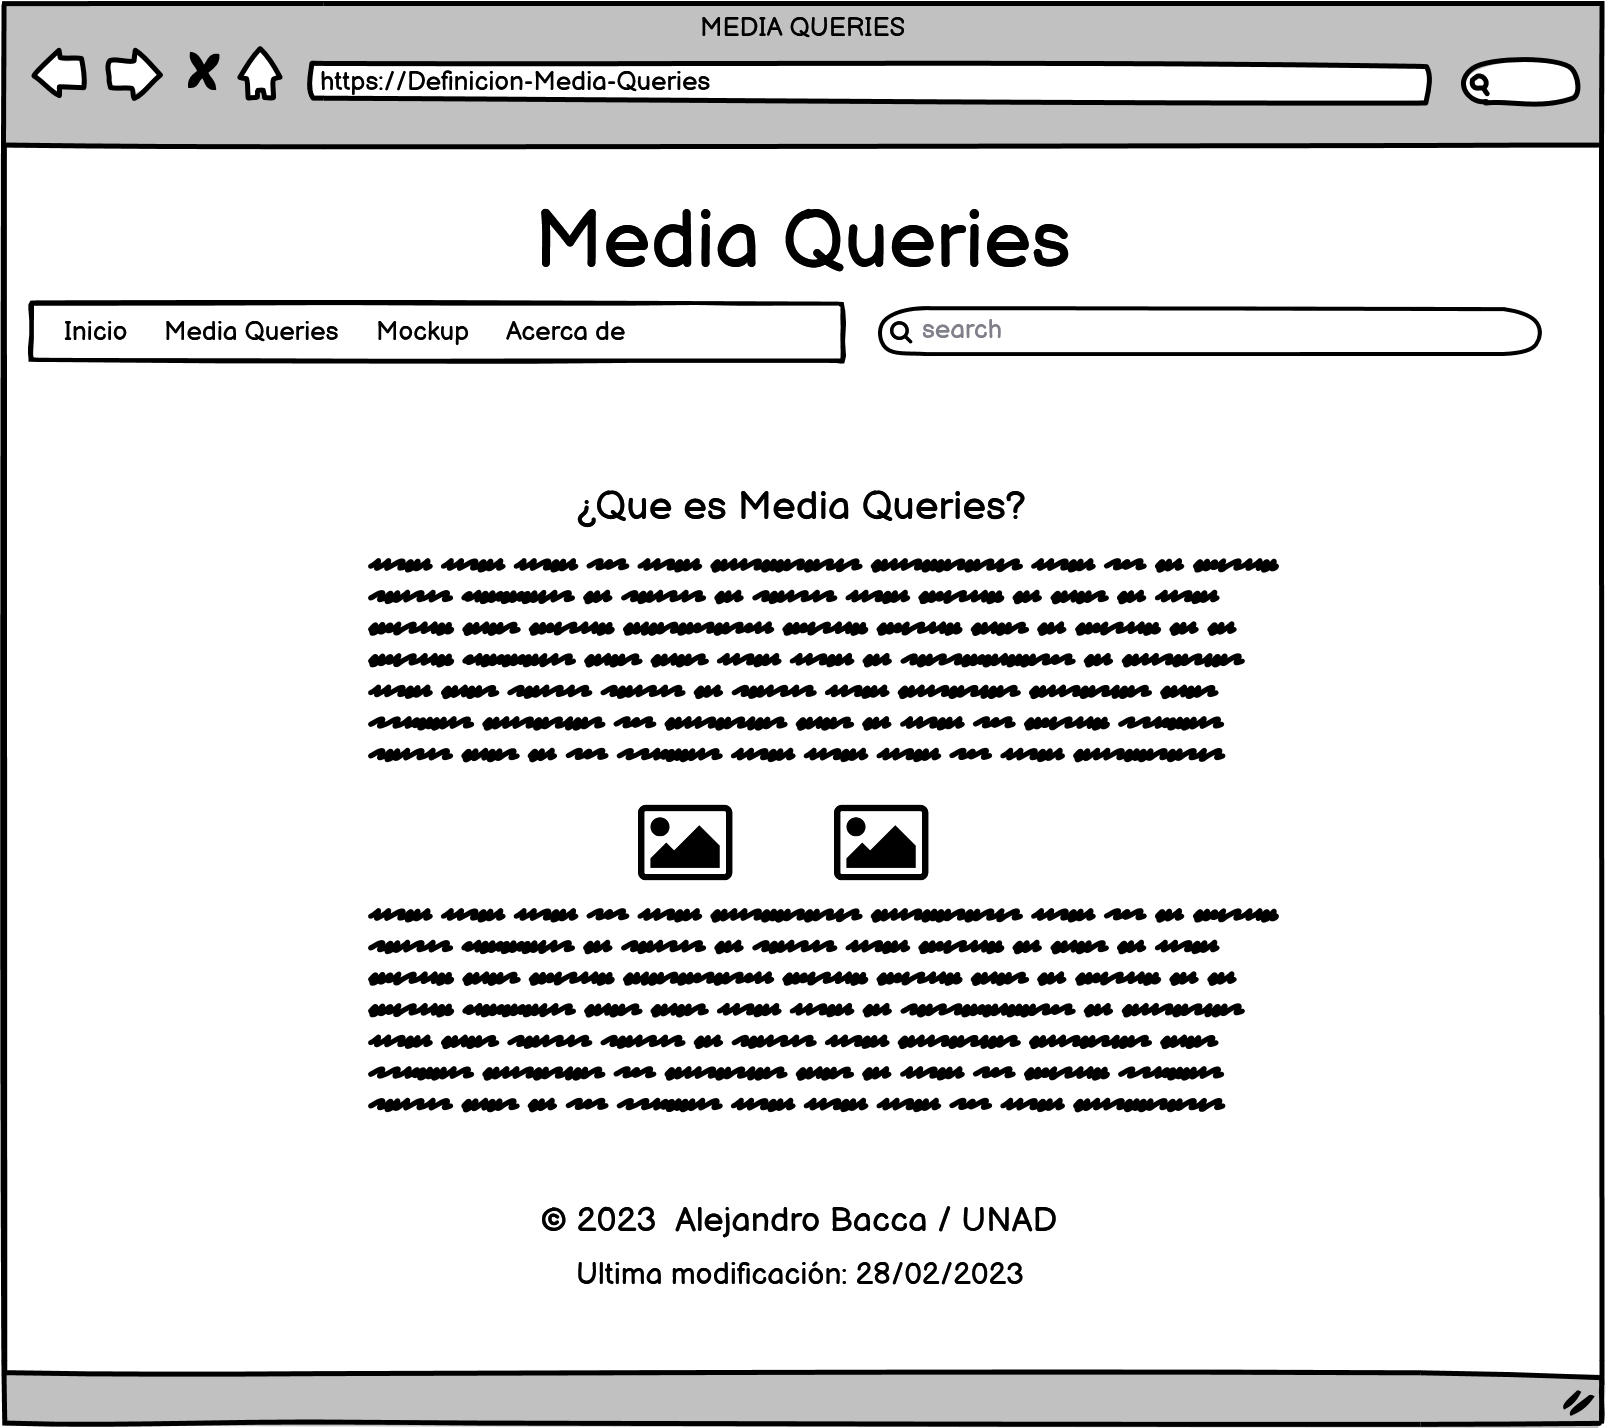 MEDIA QUERIES
https://Definicion-Media-Queries
Media Queries
Inicio Media Queries Mockup Acerca de
search
¿Que es Media Queries?
© 2023 Alejandro Bacca / UNAD
Ultima modificación: 28/02/2023